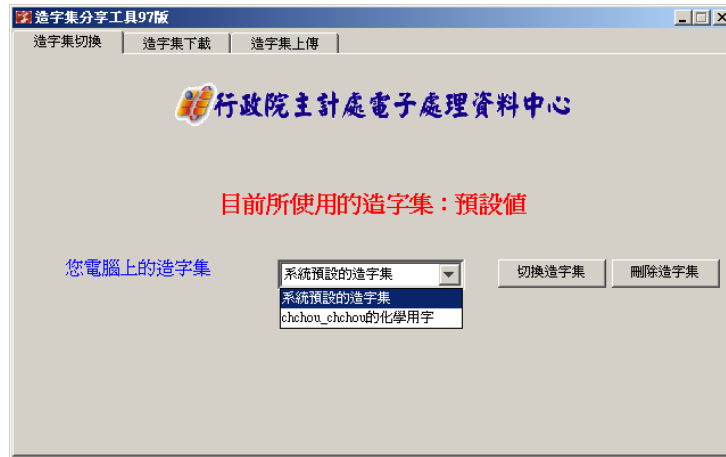 造字集分享工具97版
造字集切換 造字集下載 造字集上傳
行政院主計處電子處理資料中心
目前所使用的造字集：預設值
您電腦上的造字集 系統預設的造字集 切換造字集 刪除造字集
系統預設的造字集
chchou_chchou的化學用字